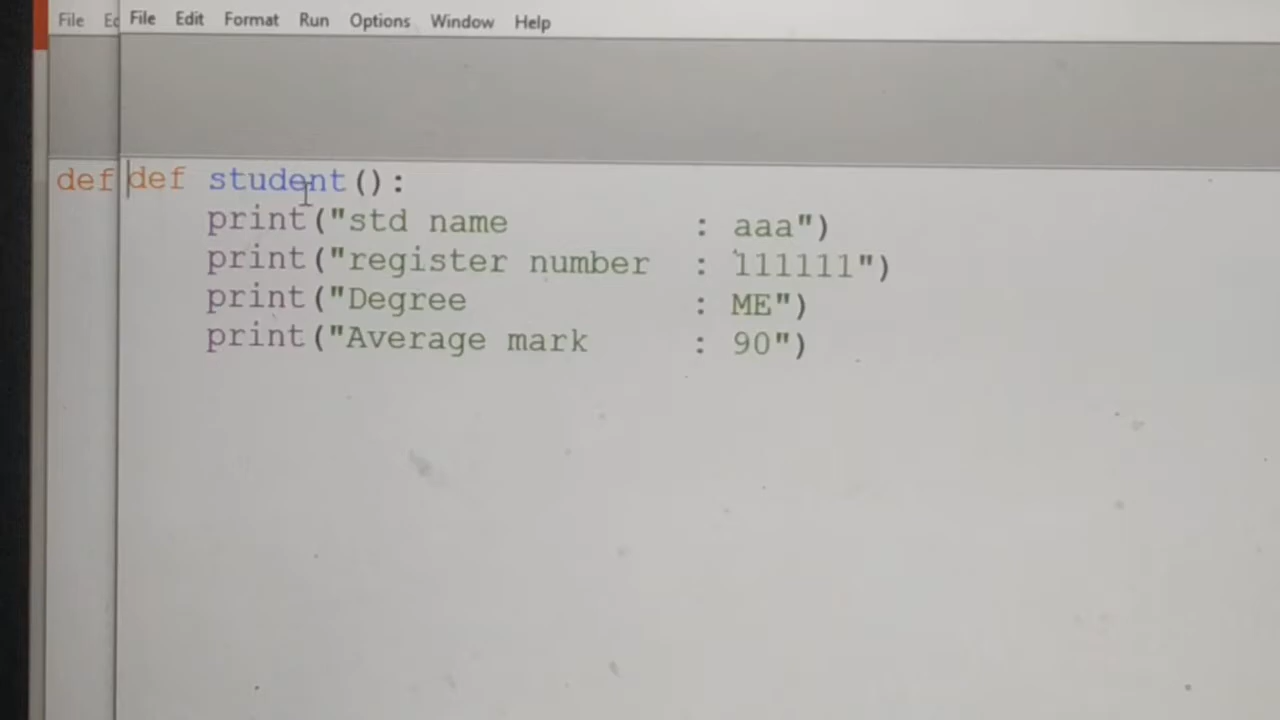 File Ed File Edit Format Run Options Window Help
def def student():
print("std name : aaa")
print("register number : 111111")
print("Degree : ME")
print("Average mark : 90")